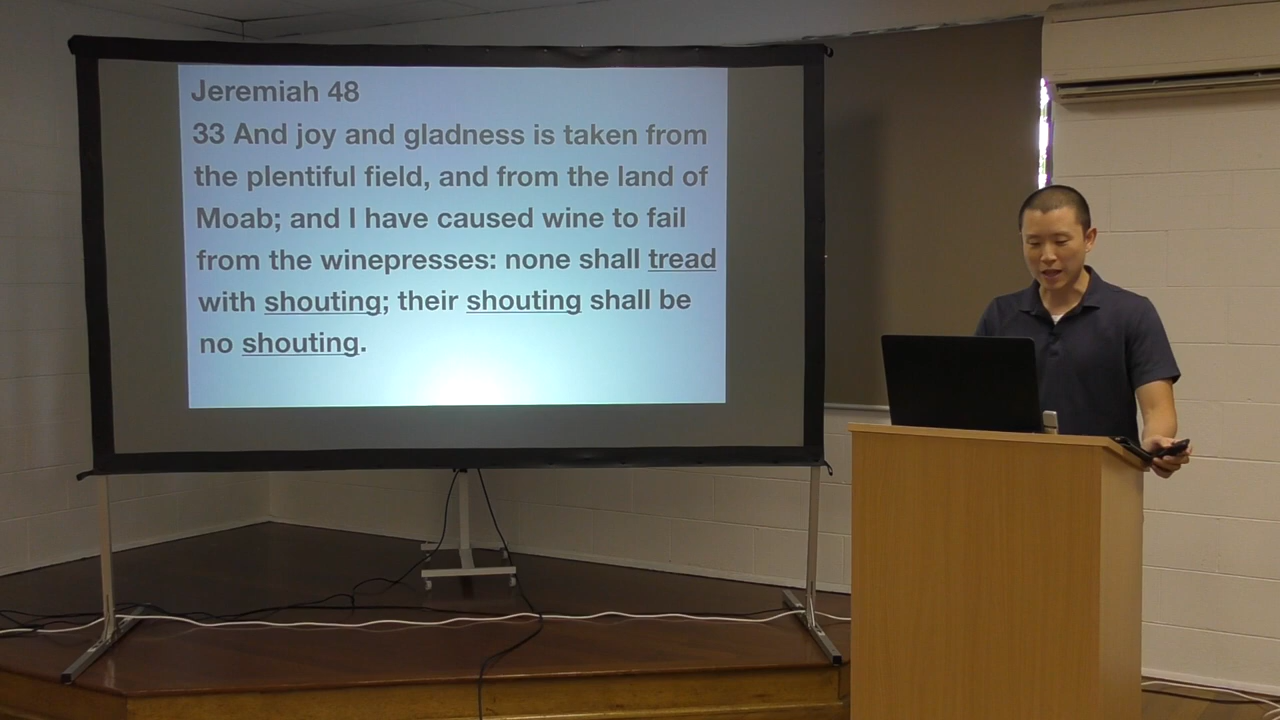 Jeremiah 48
33 And joy and gladness is taken from
the plentiful field, and from the land of
Moab; and I have caused wine to fail
from the winepresses: none shall tread
with shouting; their shouting shall be
no shouting.